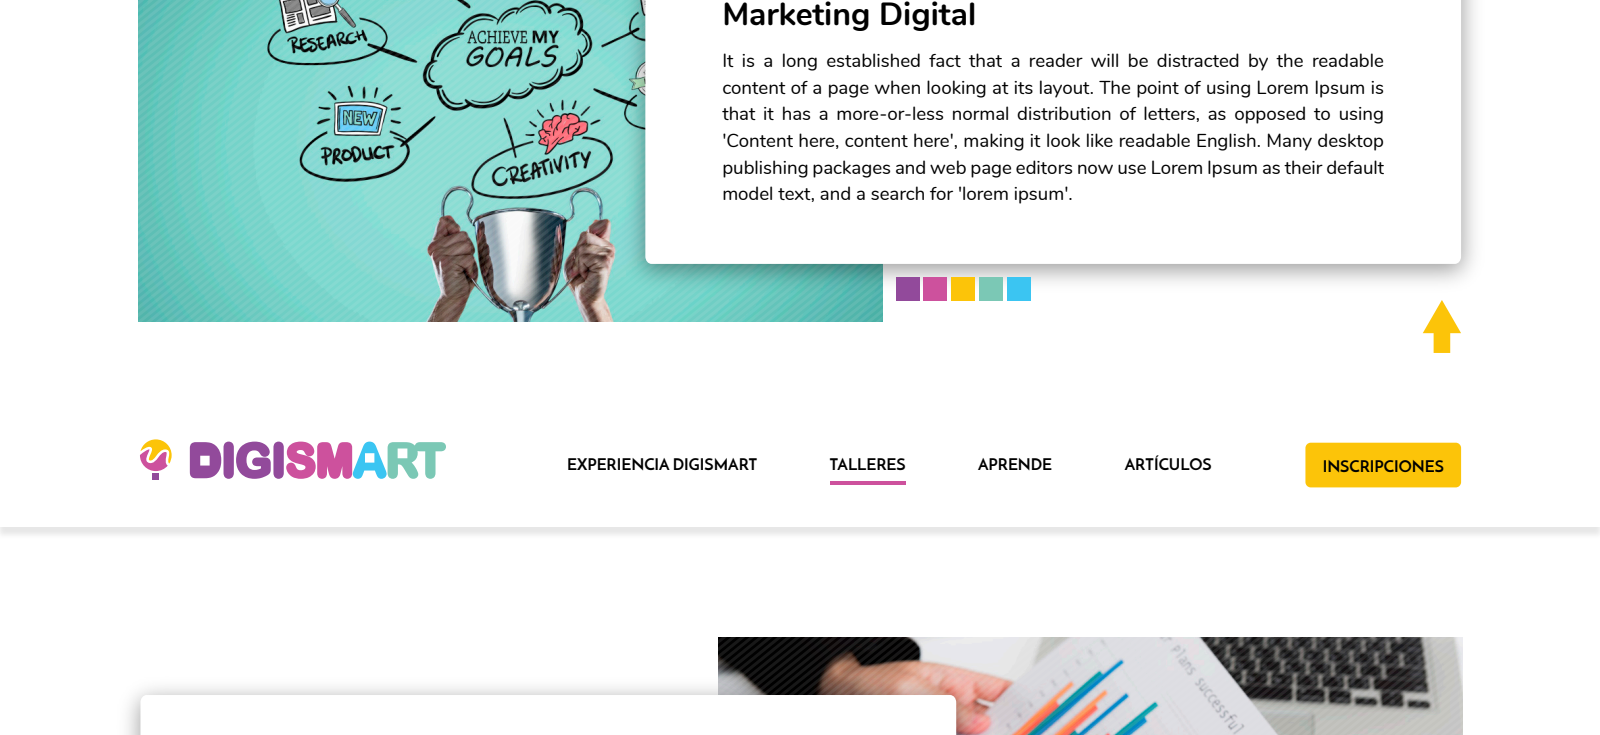 RESEARCH
ACHIEVE MY
GOALS
NEW
PRODUCT
CREATIVITY
Marketing Digital
It is a long established fact that a reader will be distracted by the readable
content of a page when looking at its layout. The point of using Lorem Ipsum is
that it has a more-or-less normal distribution of letters, as opposed to using
'Content here, content here', making it look like readable English. Many desktop
publishing packages and web page editors now use Lorem Ipsum as their default
model text, and a search for 'lorem ipsum'.
DIGISMART
EXPERIENCIA DIGISMART
TALLERES
APRENDE
ARTÍCULOS
INSCRIPCIONES
Plans successful